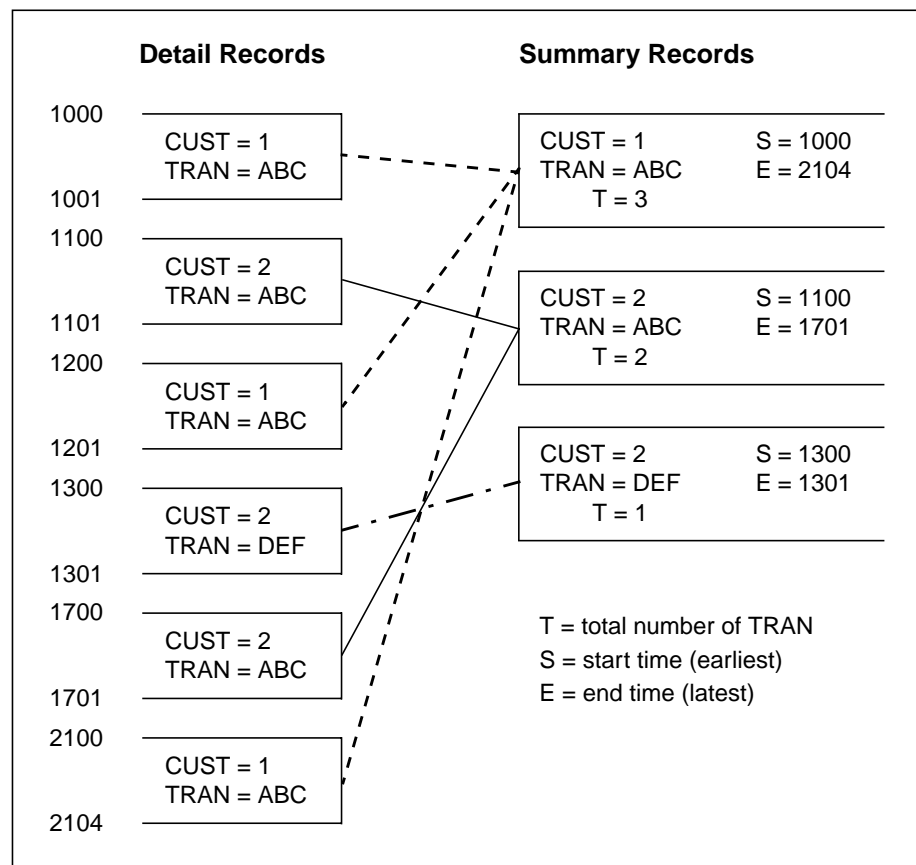 Detail Records
Summary Records
1000
CUST = 1
TRAN = ABC
1001
1100
CUST = 2
TRAN = ABC
1101
1200
CUST = 1
TRAN = ABC
1201
1300
CUST = 2
TRAN = DEF
1301
1700
CUST = 2
TRAN = ABC
1701
2100
CUST = 1
TRAN = ABC
2104
CUST = 1 S = 1000
TRAN = ABC E = 2104
T = 3
CUST = 2 S = 1100
TRAN = ABC E = 1701
T = 2
CUST = 2 S = 1300
TRAN = DEF E = 1301
T = 1
T = total number of TRAN
S = start time (earliest)
E = end time (latest)